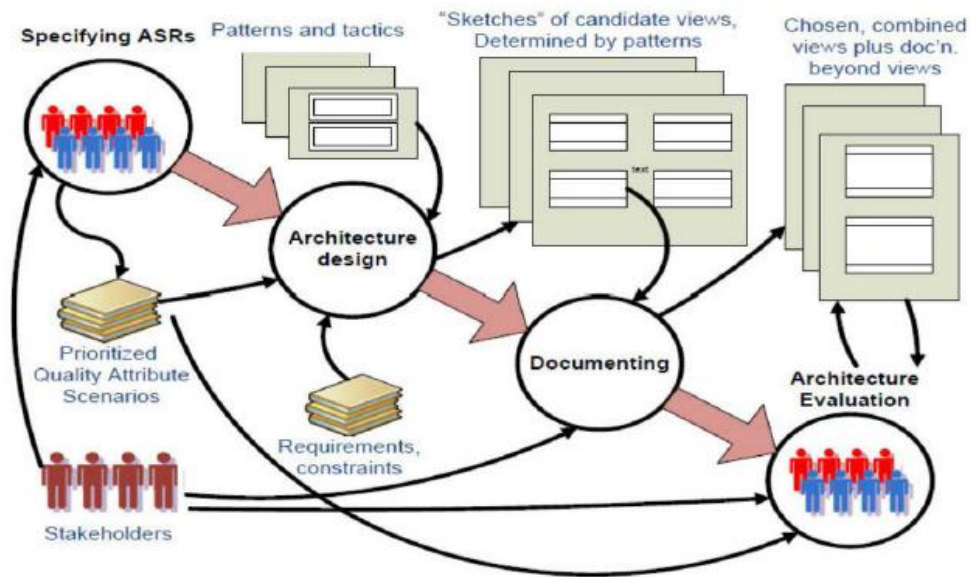 Specifying ASRs
Patterns and tactics
"Sketches" of candidate views,
Determined by patterns
Chosen, combined
views plus doc'n.
beyond views
text
Architecture
design
Prioritized
Quality Attribute
Scenarios
Requirements,
constraints
Documenting
Architecture
Evaluation
Stakeholders